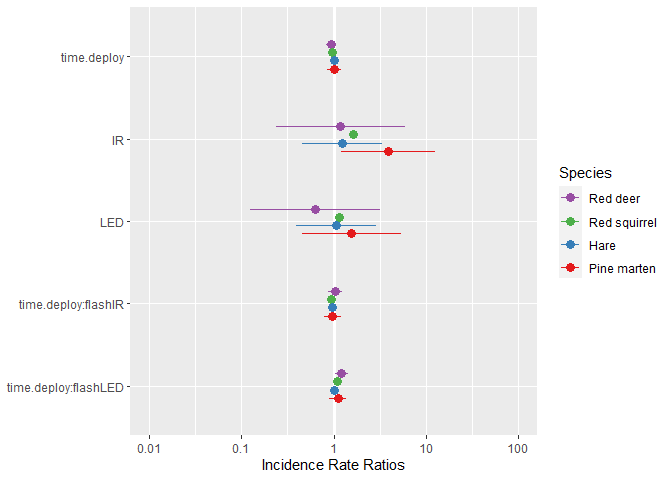 time.deploy
IR
LED
time.deploy:flashIR
time.deploy:flashLED
0.01 0.1 1 10 100
Incidence Rate Ratios
Species
Red deer
Red squirrel
Hare
Pine marten